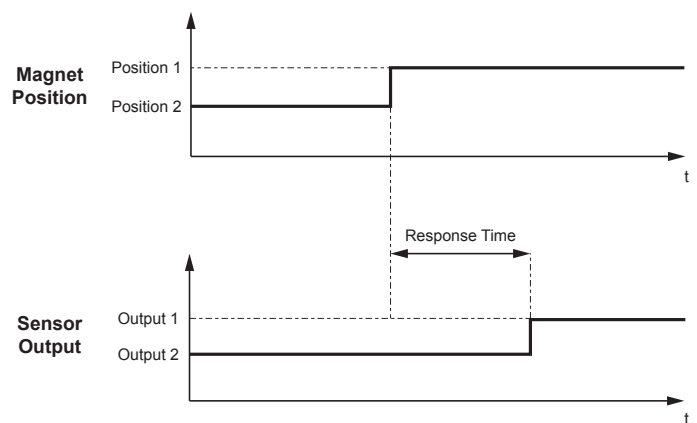 Magnet
Position
Position 1
Position 2
t
Response Time
Sensor
Output
Output 1
Output 2
t